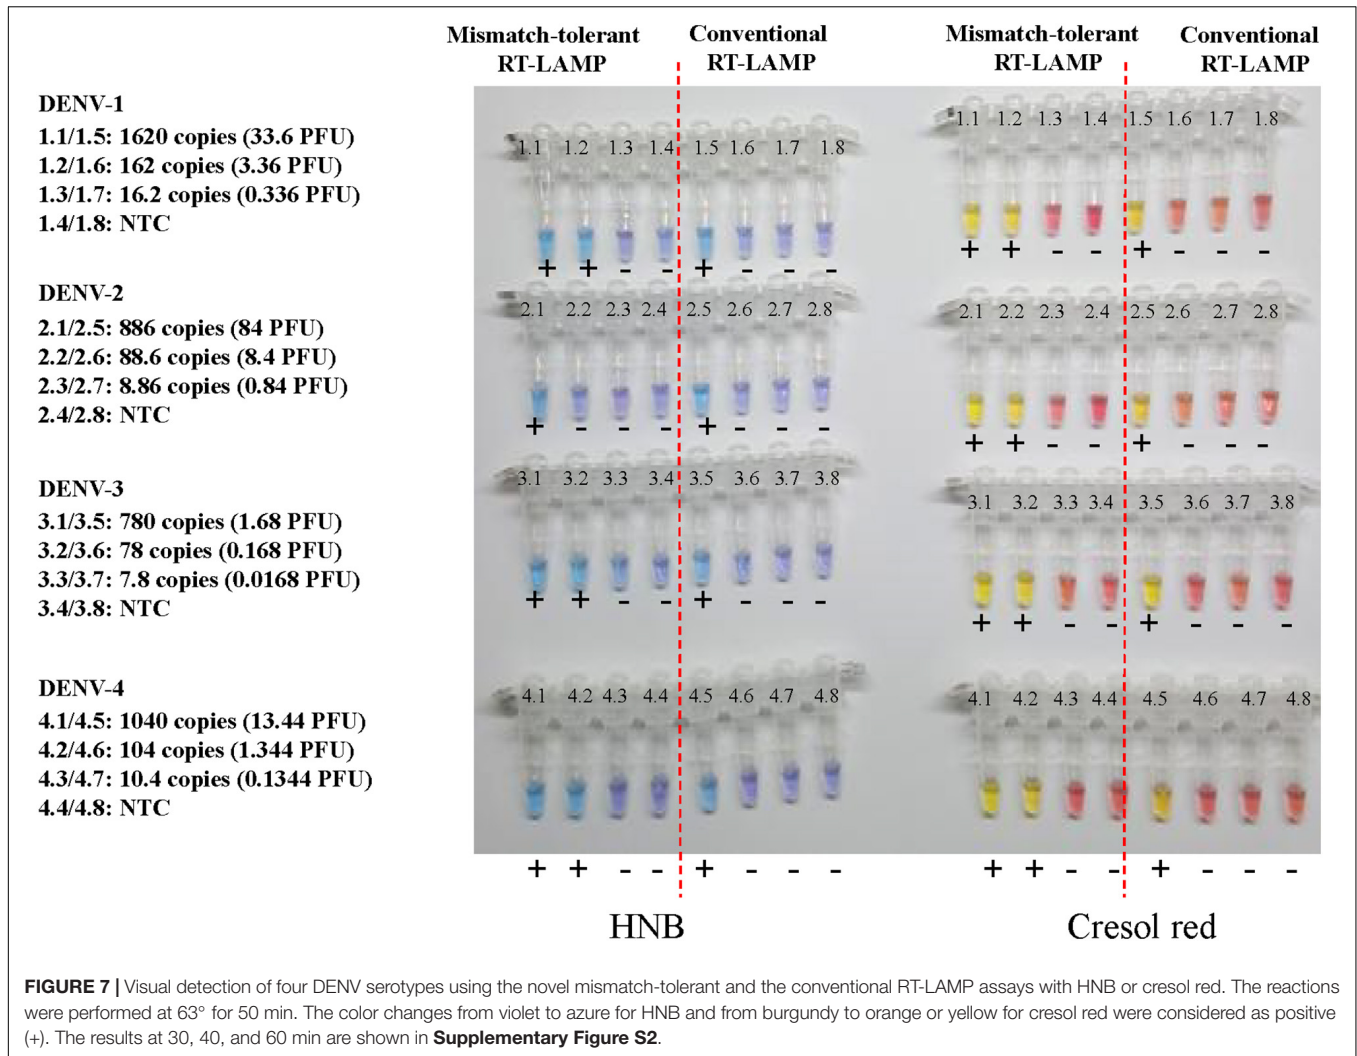 Mismatch-tolerant RT-LAMP
Conventional RT-LAMP
Mismatch-tolerant RT-LAMP
Conventional RT-LAMP
DENV-1
1.1/1.5: 1620 copies (33.6 PFU)
1.2/1.6: 162 copies (3.36 PFU)
1.3/1.7: 16.2 copies (0.336 PFU)
1.4/1.8: NTC
1.1 1.2 1.3 1.4 1.5 1.6 1.7 1.8
+ + - - + - - -
1.1 1.2 1.3 1.4 1.5 1.6 1.7 1.8
+ + - - + - - -
DENV-2
2.1/2.5: 886 copies (84 PFU)
2.2/2.6: 88.6 copies (8.4 PFU)
2.3/2.7: 8.86 copies (0.84 PFU)
2.4/2.8: NTC
2.1 2.2 2.3 2.4 2.5 2.6 2.7 2.8
+ - - - + - - -
2.1 2.2 2.3 2.4 2.5 2.6 2.7 2.8
+ + - - + - - -
DENV-3
3.1/3.5: 780 copies (1.68 PFU)
3.2/3.6: 78 copies (0.168 PFU)
3.3/3.7: 7.8 copies (0.0168 PFU)
3.4/3.8: NTC
3.1 3.2 3.3 3.4 3.5 3.6 3.7 3.8
+ + - - + - - -
3.1 3.2 3.3 3.4 3.5 3.6 3.7 3.8
+ + - - + - - -
DENV-4
4.1/4.5: 1040 copies (13.44 PFU)
4.2/4.6: 104 copies (1.344 PFU)
4.3/4.7: 10.4 copies (0.1344 PFU)
4.4/4.8: NTC
4.1 4.2 4.3 4.4 4.5 4.6 4.7 4.8
+ + - - + - - -
4.1 4.2 4.3 4.4 4.5 4.6 4.7 4.8
+ + - - + - - -
HNB
Cresol red
FIGURE 7 | Visual detection of four DENV serotypes using the novel mismatch-tolerant and the conventional RT-LAMP assays with HNB or cresol red. The reactions
were performed at 63° for 50 min. The color changes from violet to azure for HNB and from burgundy to orange or yellow for cresol red were considered as positive
(+). The results at 30, 40, and 60 min are shown in Supplementary Figure S2.